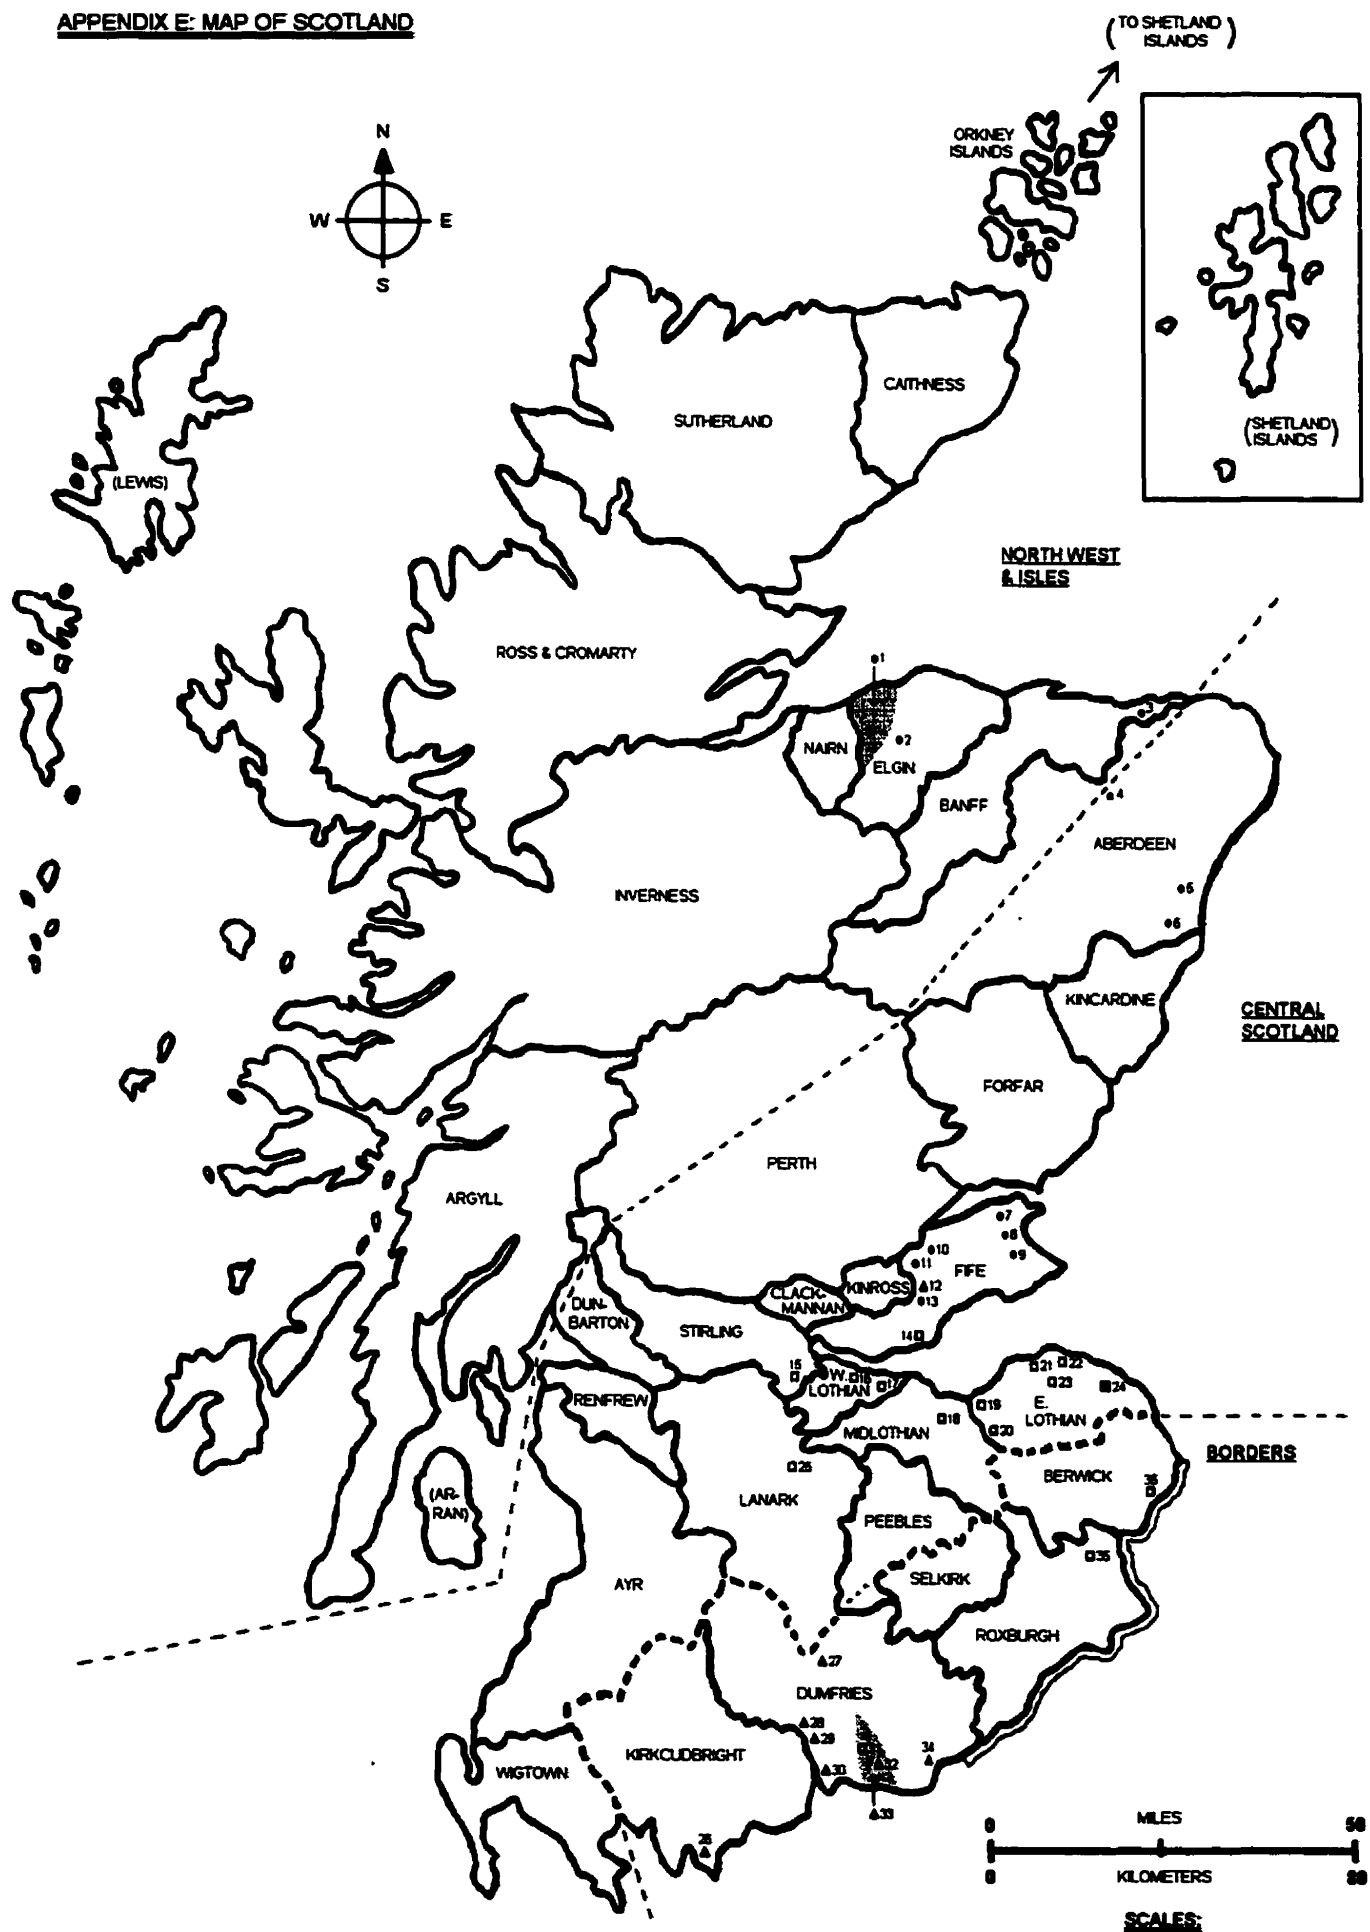 APPENDIX E: MAP OF SCOTLAND
(TO SHETLAND
ISLANDS)
ORKNEY
ISLANDS
N
W E
S
CAITHNESS
SUTHERLAND
(SHETLAND
ISLANDS)
(LEWIS)
NORTH WEST
& ISLES
ROSS & CROMARTY
1
3
2
NAIRN
ELGIN
BANFF
4
ABERDEEN
5
INVERNESS
6
KINCARDINE
CENTRAL
SCOTLAND
FORFAR
PERTH
ARGYLL
7
8
10
9
11
FIFE
KINROSS
12
CLACK-
MANNAN
13
DUN-
BARTON
STIRLING
14
15
W.
16
17
LOTHIAN
21
22
23
24
RENFREW
E.
LOTHIAN
19
18
20
MIDLOTHIAN
BORDERS
25
BERWICK
36
LANARK
(AR-
RAN)
PEEBLES
35
SELKIRK
AYR
ROXBURGH
27
DUMFRIES
28
29
34
KIRKCUDBRIGHT
30
32
WIGTOWN
33
26
0 MILES 50
0 KILOMETERS 80
SCALES: